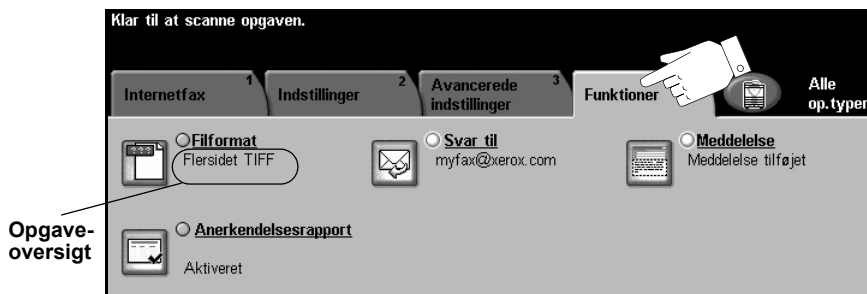 Klar til at scanne opgaven.
Internetfax 1
Indstillinger 2
Avancerede indstillinger 3
Funktioner
Alle
op.typer
Filformat
Flersidet TIFF
Svar til
myfax@xerox.com
Meddelelse
Meddelelse tilføjet
Opgave-
oversigt
Anerkendelsesrapport
Aktiveret